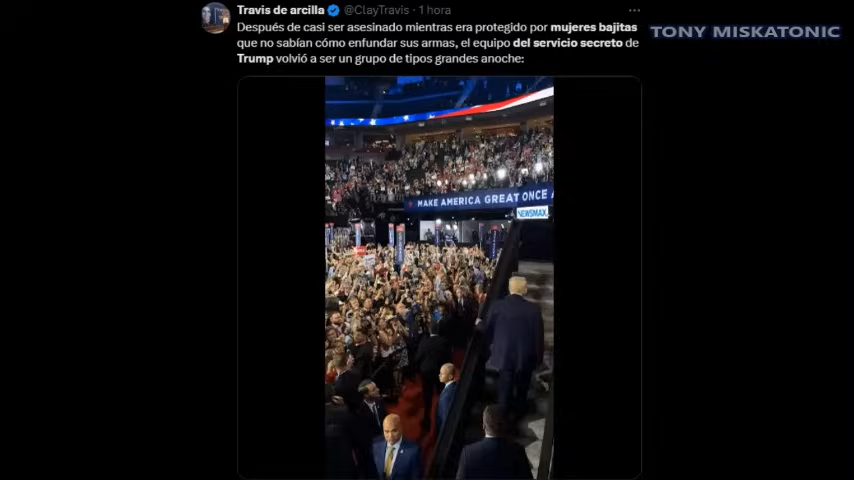 Travis de arcilla @ClayTravis · 1 hora
TONY MISKATONIC
Después de casi ser asesinado mientras era protegido por mujeres bajitas
que no sabían cómo enfundar sus armas, el equipo del servicio secreto de
Trump volvió a ser un grupo de tipos grandes anoche:
MAKE AMERICA GREAT ONCE A
NEWSMAX